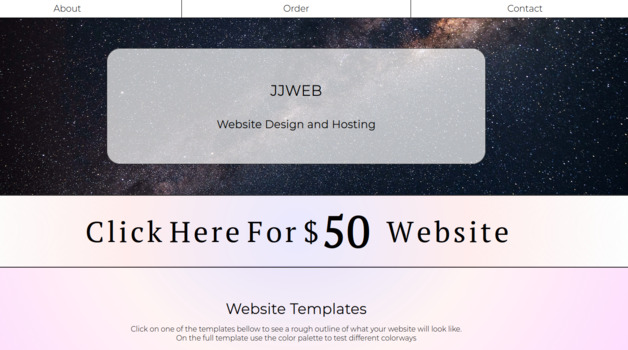 About Order Contact
JJWEB
Website Design and Hosting
Click Here For $50 Website
Website Templates
Click on one of the templates bellow to see a rough outline of what your website will look like.
On the full template use the color palette to test different colorways